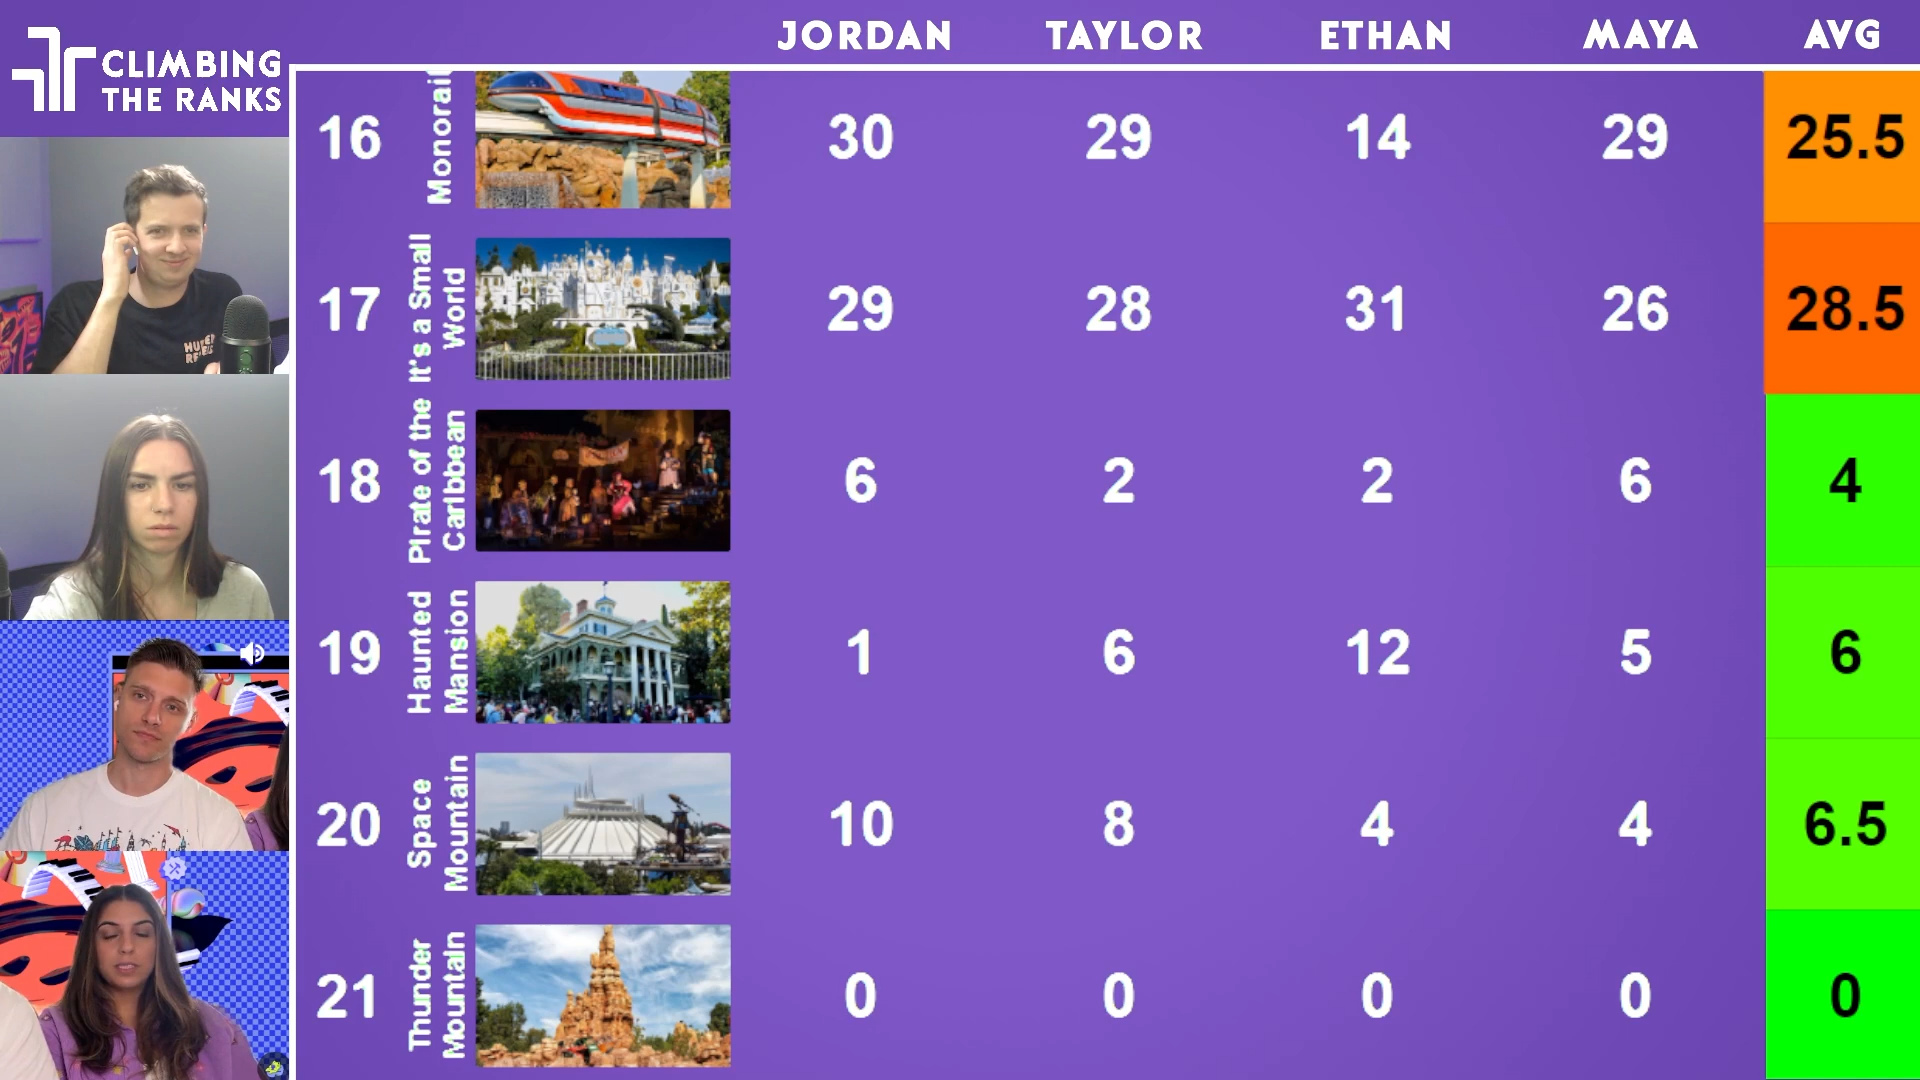 CLIMBING
THE RANKS
JORDAN TAYLOR ETHAN MAYA AVG
16 Monorail 30 29 14 29 25.5
17 It's a Small
World 29 28 31 26 28.5
18 Pirate of the
Caribbean 6 2 2 6 4
19 Haunted
Mansion 1 6 12 5 6
20 Space
Mountain 10 8 4 4 6.5
21 Thunder
Mountain 0 0 0 0 0